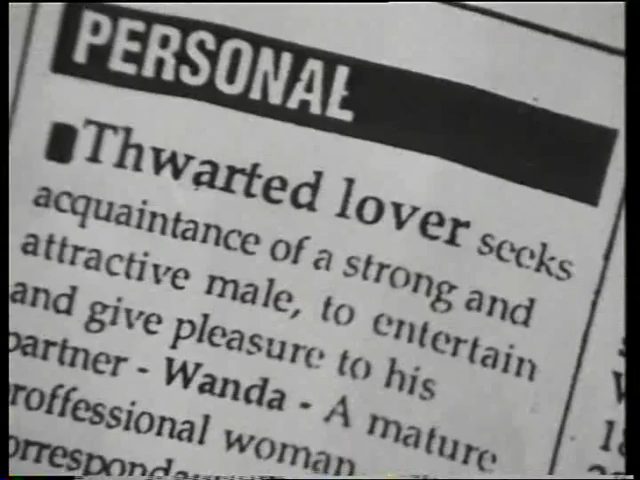 PERSONAL
Thwarted lover seeks
acquaintance of a strong and
attractive male, to entertain
and give pleasure to his
partner - Wanda - A mature
roffessional woman